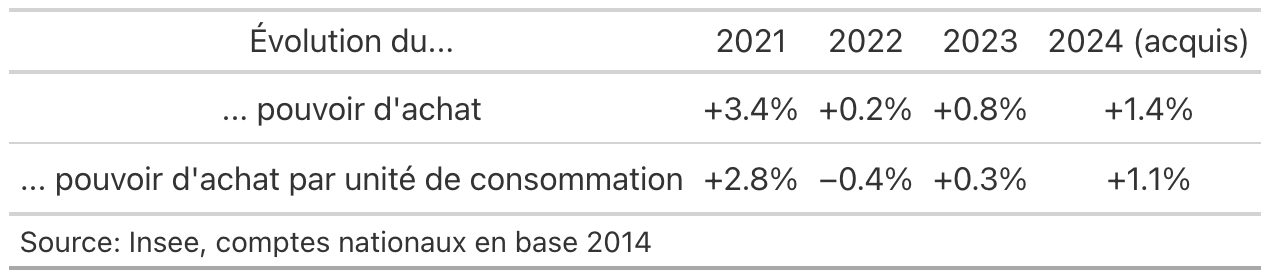 Évolution du... 2021 2022 2023 2024 (acquis)
... pouvoir d'achat +3.4% +0.2% +0.8% +1.4%
... pouvoir d'achat par unité de consommation +2.8% −0.4% +0.3% +1.1%
Source: Insee, comptes nationaux en base 2014